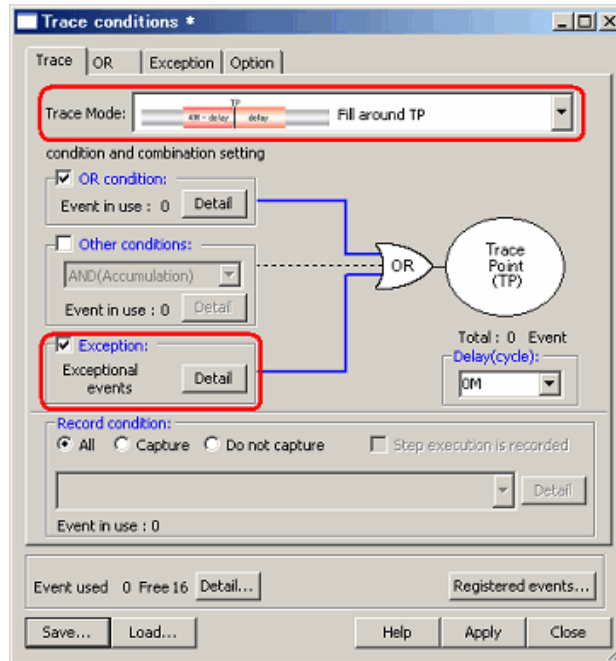 Trace conditions *
Trace OR Exception Option
Trace Mode: TP 4M - delay delay Fill around TP
condition and combination setting
OR condition:
Event in use : 0 Detail
Other conditions:
AND(Accumulation)
Event in use : 0 Detail
Exception:
Exceptional events Detail
OR
Trace Point (TP)
Total : 0 Event
Delay(cycle):
0M
Record condition:
All Capture Do not capture Step execution is recorded
Detail
Event in use : 0
Event used 0 Free 16 Detail... Registered events...
Save... Load... Help Apply Close